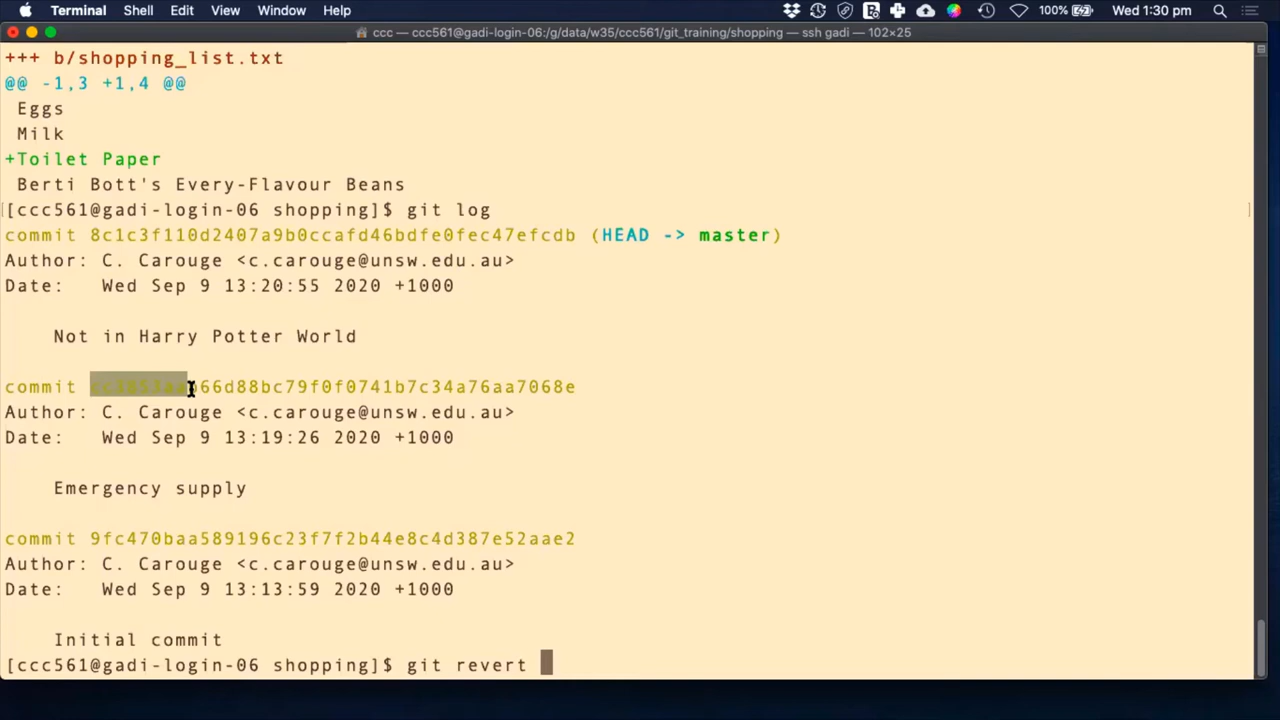 Terminal Shell Edit View Window Help 100% Wed 1:30 pm
ccc — ccc561@gadi-login-06:/g/data/w35/ccc561/git_training/shopping — ssh gadi — 102×25
+++ b/shopping_list.txt
@@ -1,3 +1,4 @@
Eggs
Milk
+Toilet Paper
Berti Bott's Every-Flavour Beans
[ccc561@gadi-login-06 shopping]$ git log
commit 8c1c3f110d2407a9b0ccafd46bdfe0fec47efcdb (HEAD -> master)
Author: C. Carouge <c.carouge@unsw.edu.au>
Date: Wed Sep 9 13:20:55 2020 +1000
Not in Harry Potter World
commit
Author: C. Carouge <c.carouge@unsw.edu.au>
Date: Wed Sep 9 13:19:26 2020 +1000
Emergency supply
commit 9fc470baa589196c23f7f2b44e8c4d387e52aae2
Author: C. Carouge <c.carouge@unsw.edu.au>
Date: Wed Sep 9 13:13:59 2020 +1000
Initial commit
[ccc561@gadi-login-06 shopping]$ git revert